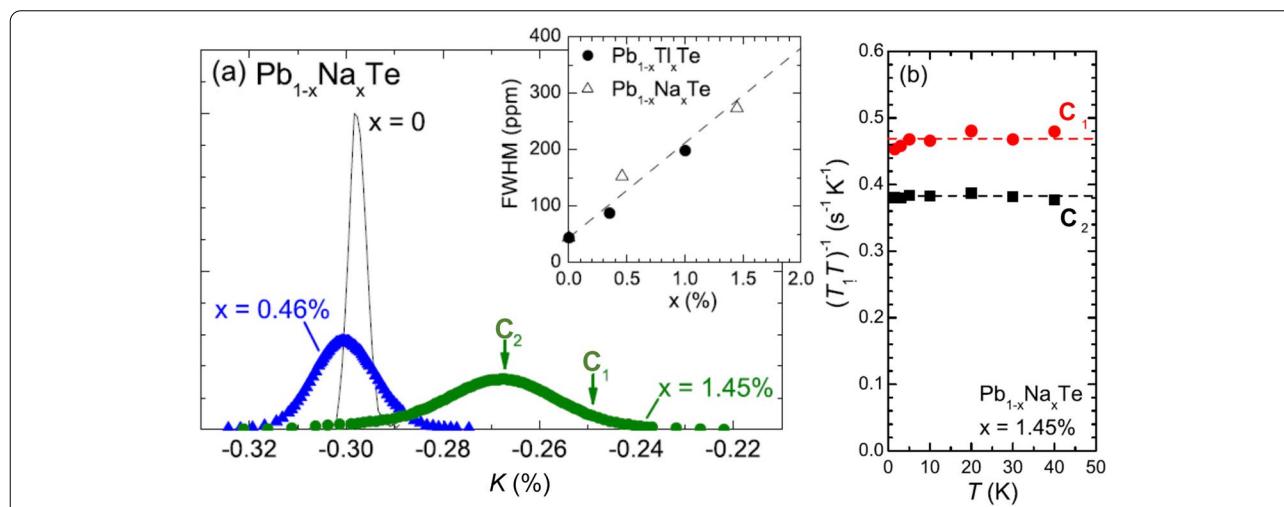 (a) Pb1-xNaxTe
x = 0
x = 0.46%
C2
C1
x = 1.45%
-0.32 -0.30 -0.28 -0.26 -0.24 -0.22
K (%)
400
300
200
100
0
FWHM (ppm)
Pb1-xTlxTe
Pb1-xNaxTe
0.0 0.5 1.0 1.5 2.0
x (%)
(b)
0.6
0.5
0.4
0.3
0.2
0.1
0.0
(T1T)-1 (s-1K-1)
C1
C2
Pb1-xNaxTe
x = 1.45%
0 10 20 30 40 50
T (K)